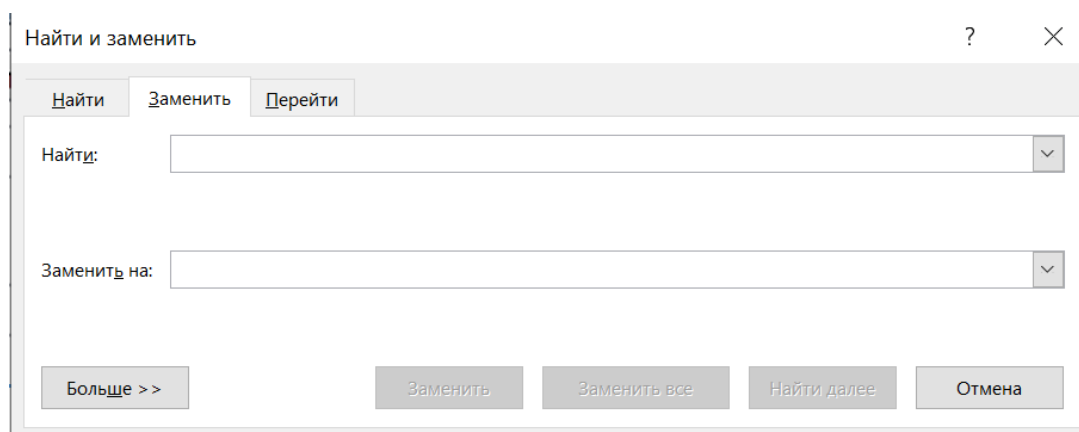 Найти и заменить ?
Найти Заменить Перейти
Найти:
Заменить на:
Больше >> Заменить Заменить все Найти далее Отмена